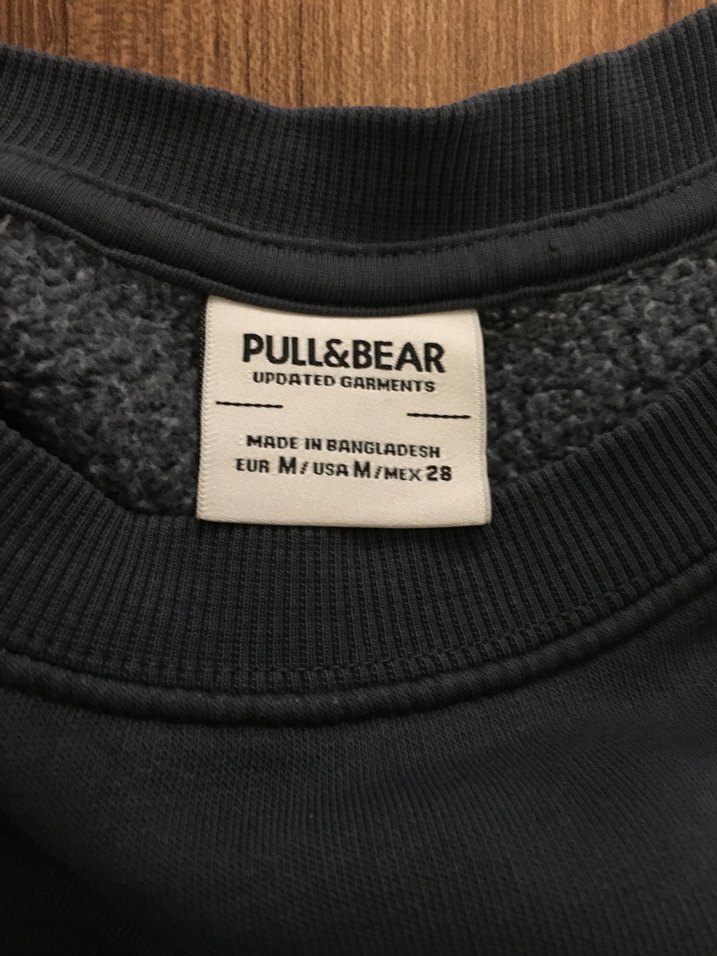 PULL&BEAR
UPDATED GARMENTS
MADE IN BANGLADESH
EUR M/USA M/MEX 28